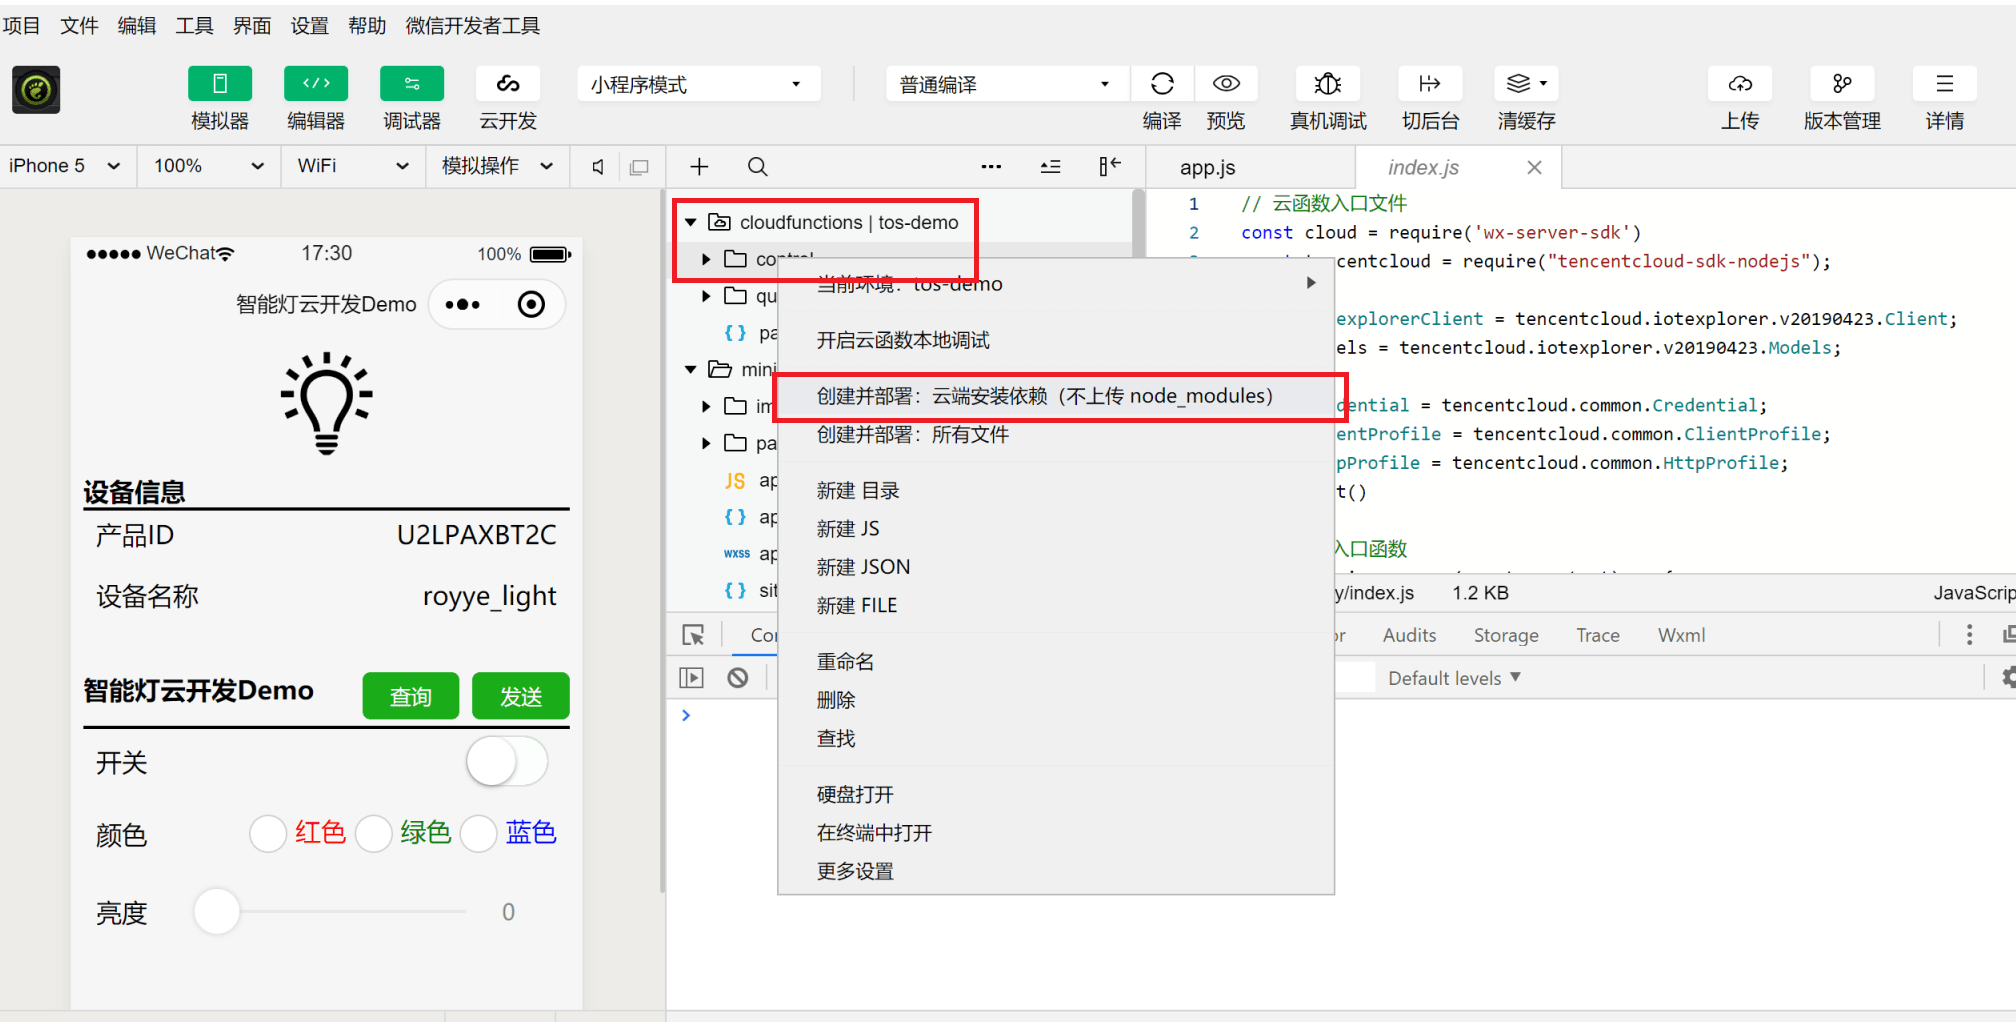 项目 文件 编辑 工具 界面 设置 帮助 微信开发者工具
小程序模式 普通编译
模拟器 编辑器 调试器 云开发 编译 预览 真机调试 切后台 清缓存 上传 版本管理 详情
iPhone 5 100% WiFi 模拟操作
app.js index.js
WeChat 17:30 100%
智能灯云开发Demo
设备信息
产品ID U2LPAXBT2C
设备名称 royye_light
智能灯云开发Demo 查询 发送
开关
颜色 红色 绿色 蓝色
亮度 0
cloudfunctions | tos-demo
qu
pa
mini
im
pa
JS ap
{ } ap
wxss ap
{ } sit
当前环境：tos-demo
开启云函数本地调试
创建并部署：云端安装依赖（不上传 node_modules）
创建并部署：所有文件
新建 目录
新建 JS
新建 JSON
新建 FILE
重命名
删除
查找
硬盘打开
在终端中打开
更多设置
1 // 云函数入口文件
2 const cloud = require('wx-server-sdk')
centcloud = require("tencentcloud-sdk-nodejs");
explorerClient = tencentcloud.iotexplorer.v20190423.Client;
els = tencentcloud.iotexplorer.v20190423.Models;
dential = tencentcloud.common.Credential;
entProfile = tencentcloud.common.ClientProfile;
pProfile = tencentcloud.common.HttpProfile;
t()
入口函数
y/index.js 1.2 KB JavaScrip
Con or Audits Storage Trace Wxml
Default levels